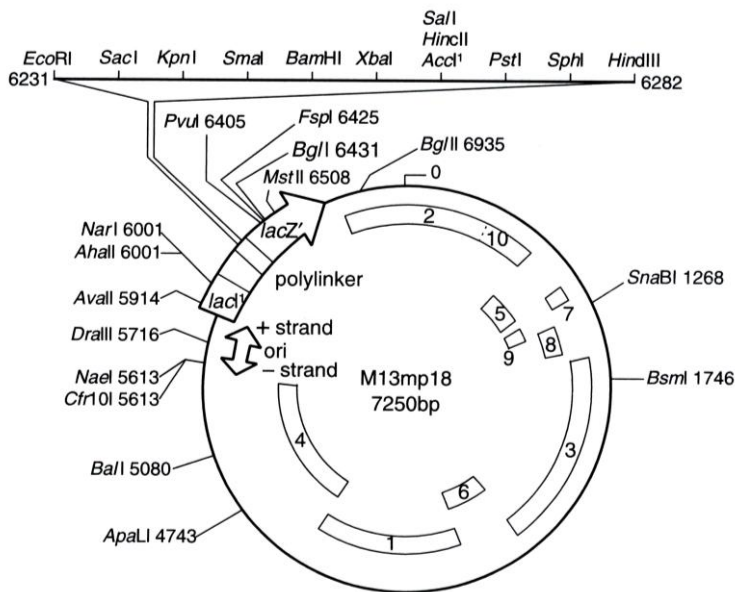 SalI
HincII
EcoRI SacI KpnI SmaI BamHI XbaI AccI¹ PstI SphI HindIII
6231 6282
PvuI 6405
FspI 6425
BglI 6431
MstII 6508
BglII 6935
0
2
10
lacZ'
NarI 6001
AhaII 6001
polylinker
AvaII 5914
lacI¹
SnaBI 1268
5
7
DraIII 5716
+ strand
ori
– strand
9
8
NaeI 5613
Cfr10I 5613
M13mp18
7250bp
BsmI 1746
4
3
BalI 5080
6
ApaLI 4743
1